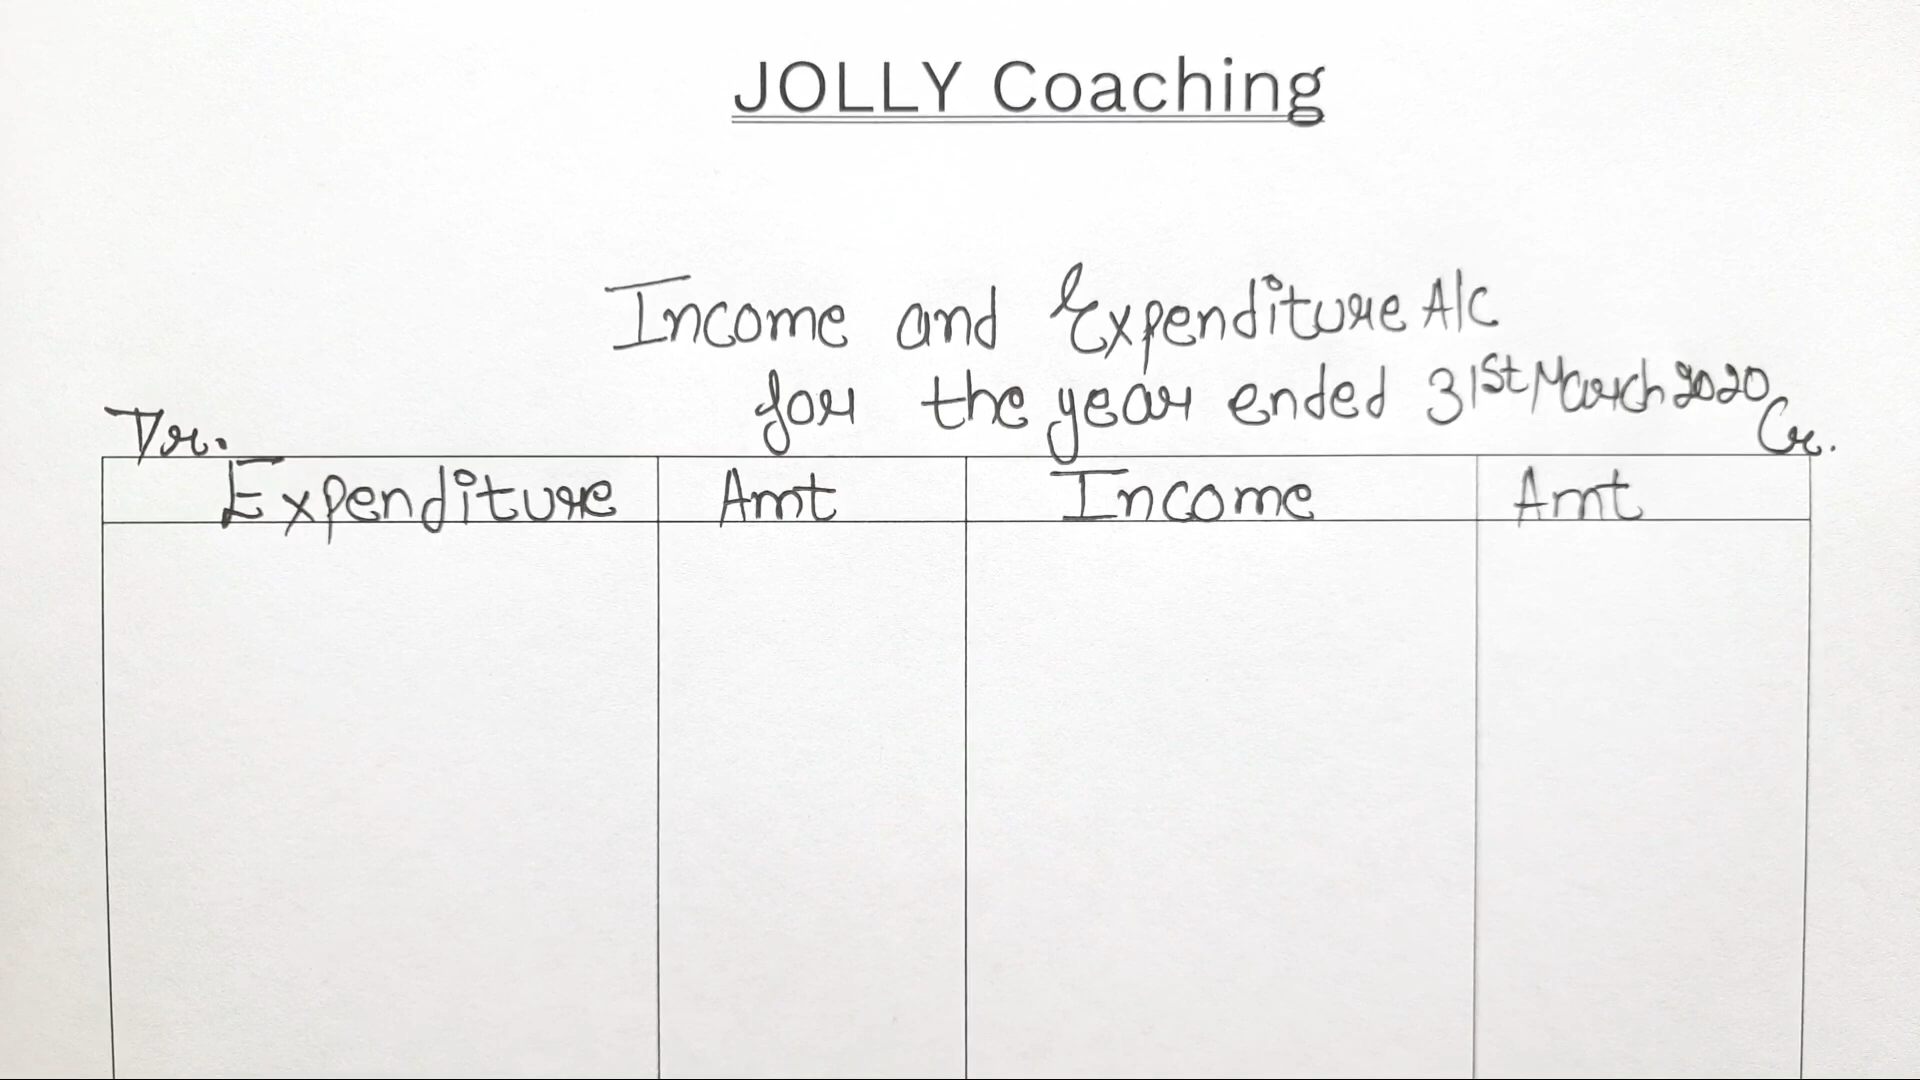 JOLLY Coaching
Income and Expenditure A/c
for the year ended 31st March 2020
Dr. Cr.
Expenditure Amt Income Amt